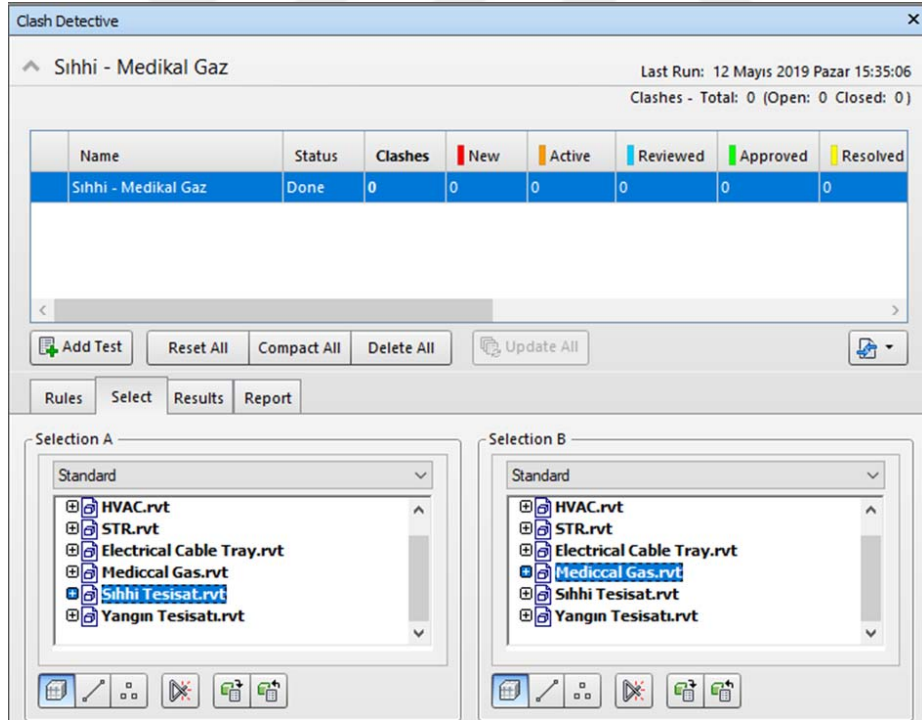 Clash Detective
Sıhhi - Medikal Gaz
Last Run: 12 Mayıs 2019 Pazar 15:35:06
Clashes - Total: 0 (Open: 0 Closed: 0)
Name Status Clashes New Active Reviewed Approved Resolved
Sıhhi - Medikal Gaz Done 0 0 0 0 0 0
Add Test Reset All Compact All Delete All Update All
Rules Select Results Report
Selection A
Standard
HVAC.rvt
STR.rvt
Electrical Cable Tray.rvt
Mediccal Gas.rvt
Sıhhi Tesisat.rvt
Yangın Tesisatı.rvt
Selection B
Standard
HVAC.rvt
STR.rvt
Electrical Cable Tray.rvt
Mediccal Gas.rvt
Sıhhi Tesisat.rvt
Yangın Tesisatı.rvt